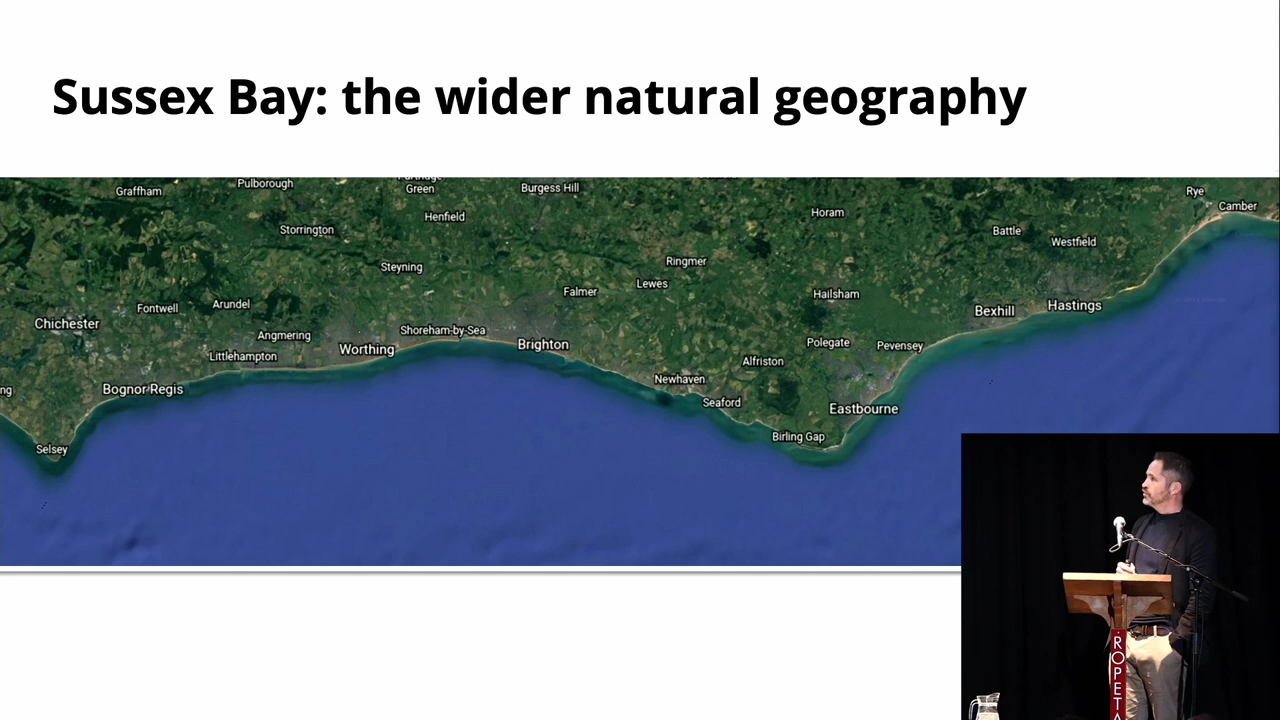 Sussex Bay: the wider natural geography
Graffham
Pulborough
Green
Burgess Hill
Rye
Camber
Henfield
Horam
Storrington
Battle
Westfield
Steyning
Ringmer
Falmer
Lewes
Hailsham
Fontwell
Arundel
Bexhill
Hastings
Chichester
Angmering
Shoreham-by-Sea
Littlehampton
Worthing
Brighton
Polegate
Pevensey
Alfriston
ng
Bognor Regis
Newhaven
Seaford
Eastbourne
Birling Gap
Selsey
ROPETA